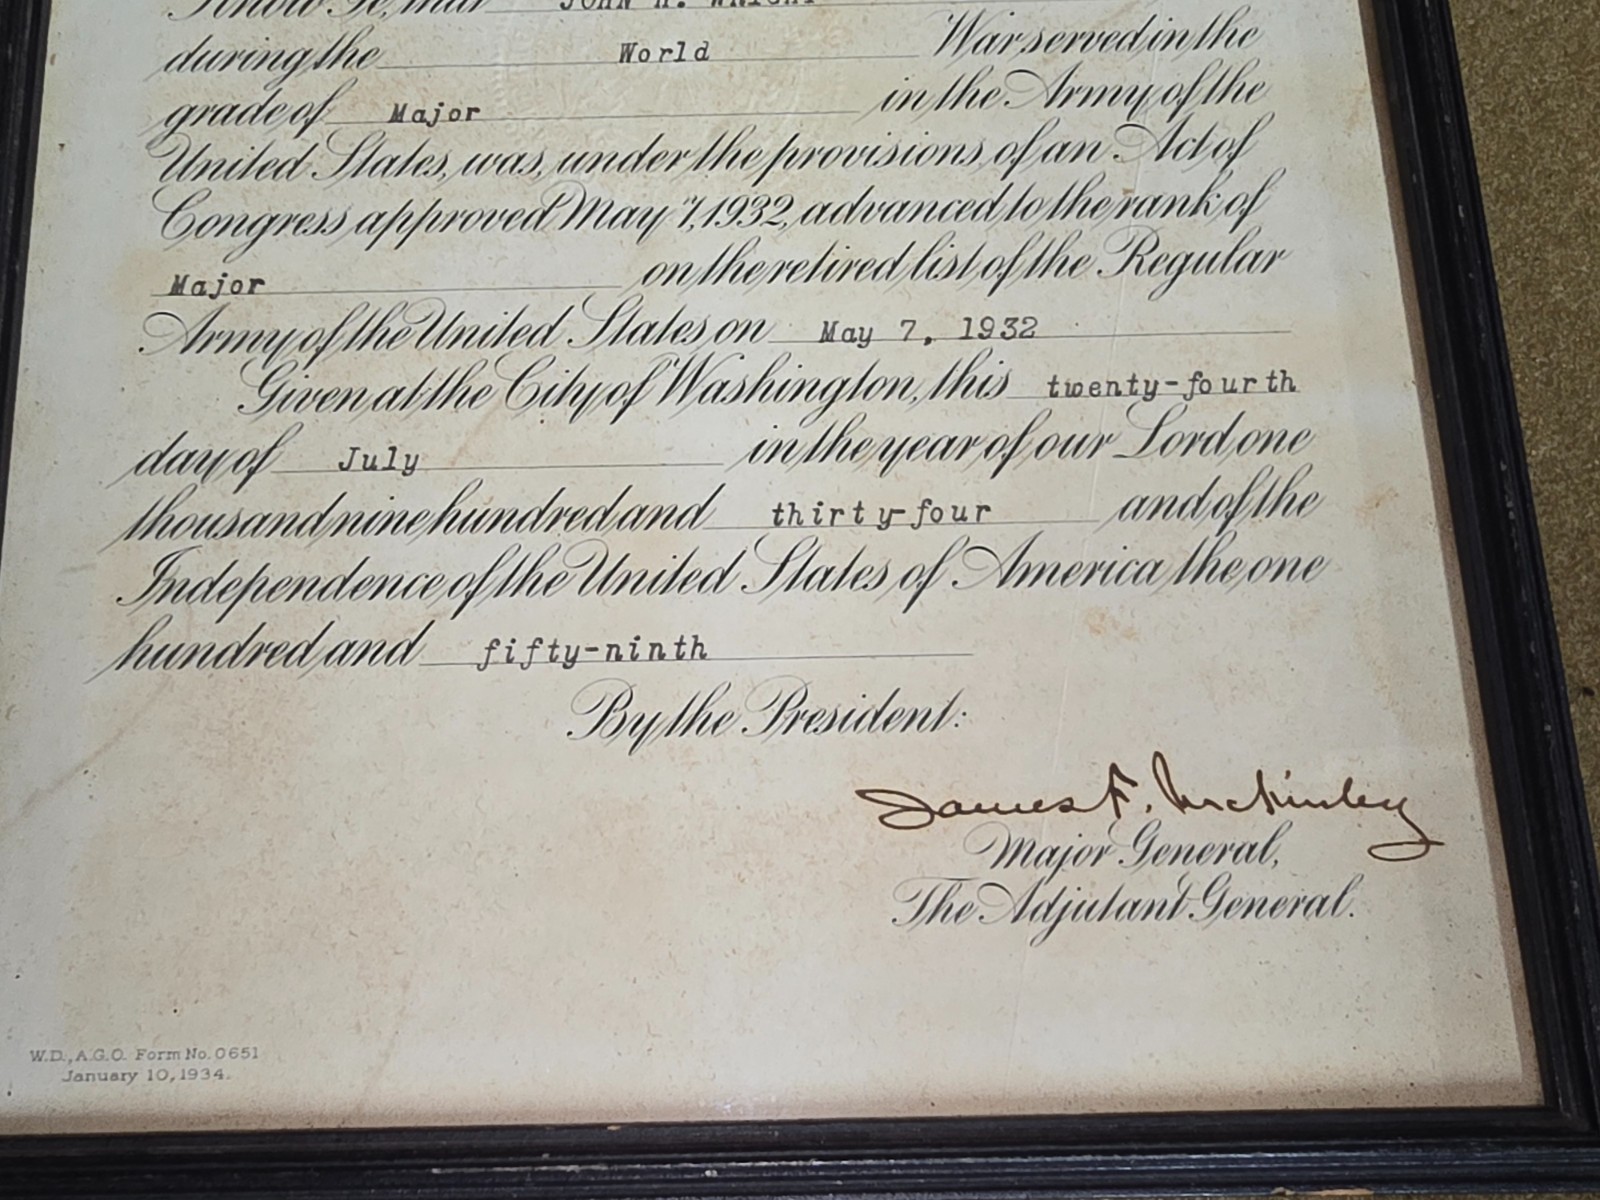 Know Ye, that JOHN H. WRIGHT
during the World War served in the
grade of Major in the Army of the
United States, was, under the provisions of an Act of
Congress approved May 7, 1932, advanced to the rank of
Major on the retired list of the Regular
Army of the United States on May 7, 1932
Given at the City of Washington, this twenty-fourth
day of July in the year of our Lord one
thousand nine hundred and thirty-four and of the
Independence of the United States of America the one
hundred and fifty-ninth
By the President:
James F. McKinley
Major General,
The Adjutant General.
W.D., A.G.O. Form No. 0651
January 10, 1934.